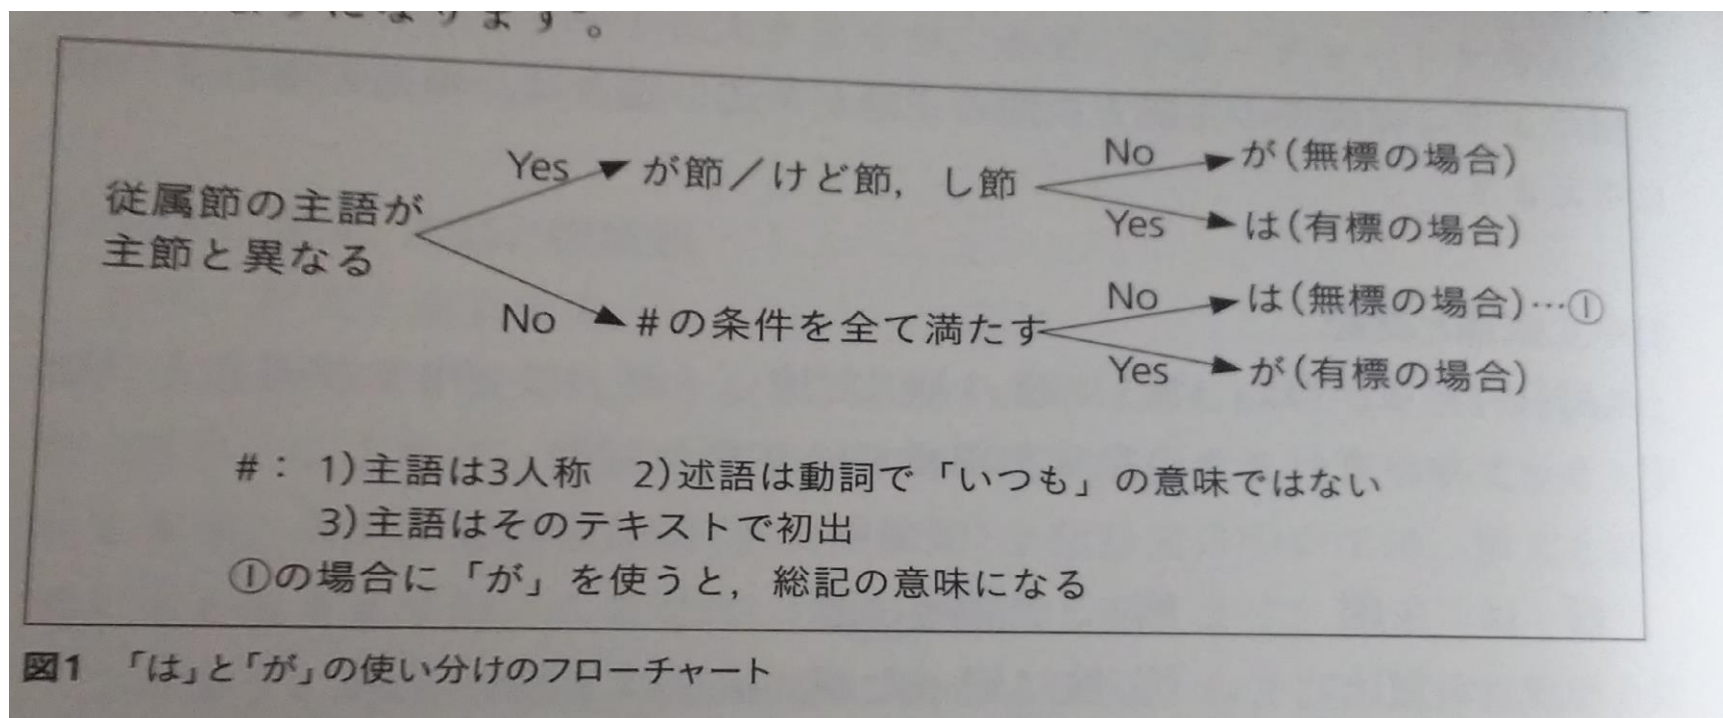 になります。
Yes
が節／けど節，し節
No
が(無標の場合)
従属節の主語が
主節と異なる
Yes
は(有標の場合)
No
#の条件を全て満たす
No
は(無標の場合)…①
Yes
が(有標の場合)
#： 1)主語は3人称 2)述語は動詞で「いつも」の意味ではない
3)主語はそのテキストで初出
①の場合に「が」を使うと，総記の意味になる
図1 「は」と「が」の使い分けのフローチャート